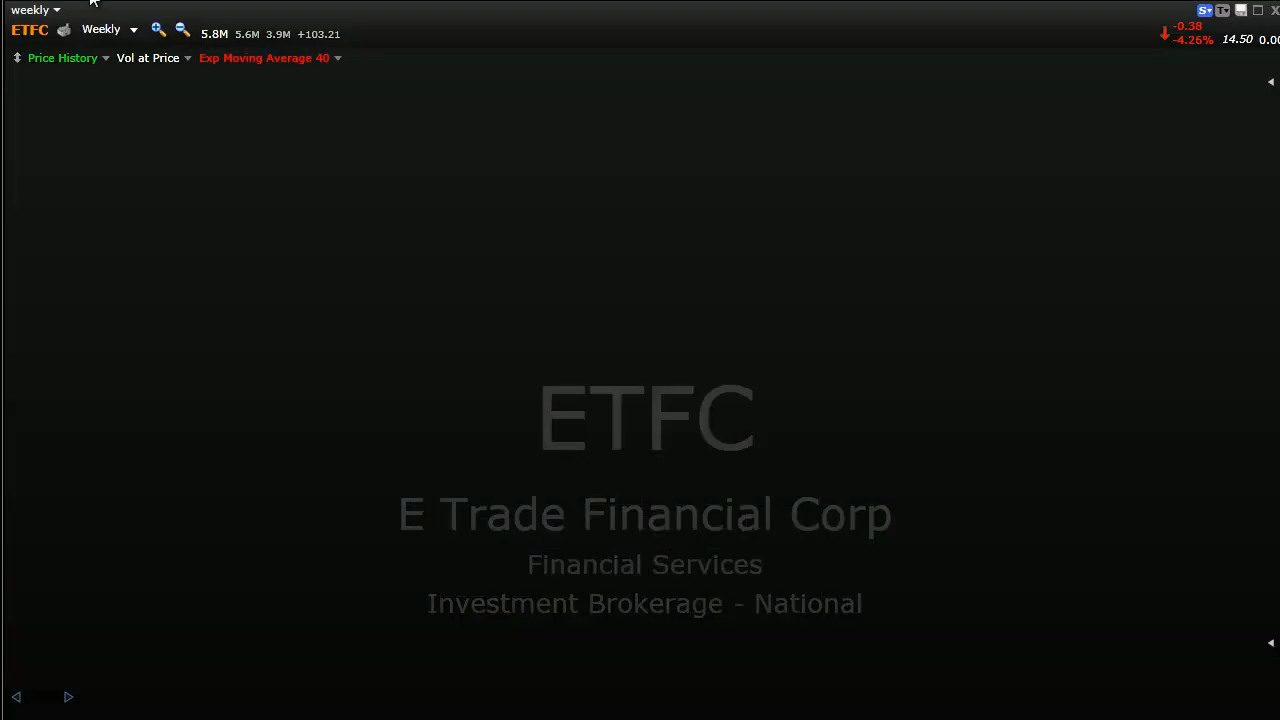 weekly
S T X
ETFC Weekly 5.8M 5.6M 3.9M +103.21
-0.38
-4.26% 14.50 0.00
Price History Vol at Price Exp Moving Average 40
ETFC
E Trade Financial Corp
Financial Services
Investment Brokerage - National